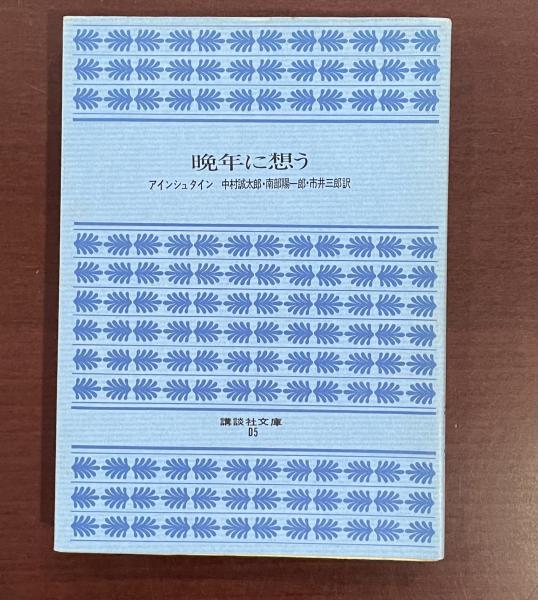 晩年に想う
アインシュタイン 中村誠太郎・南部陽一郎・市井三郎訳
講談社文庫
D5